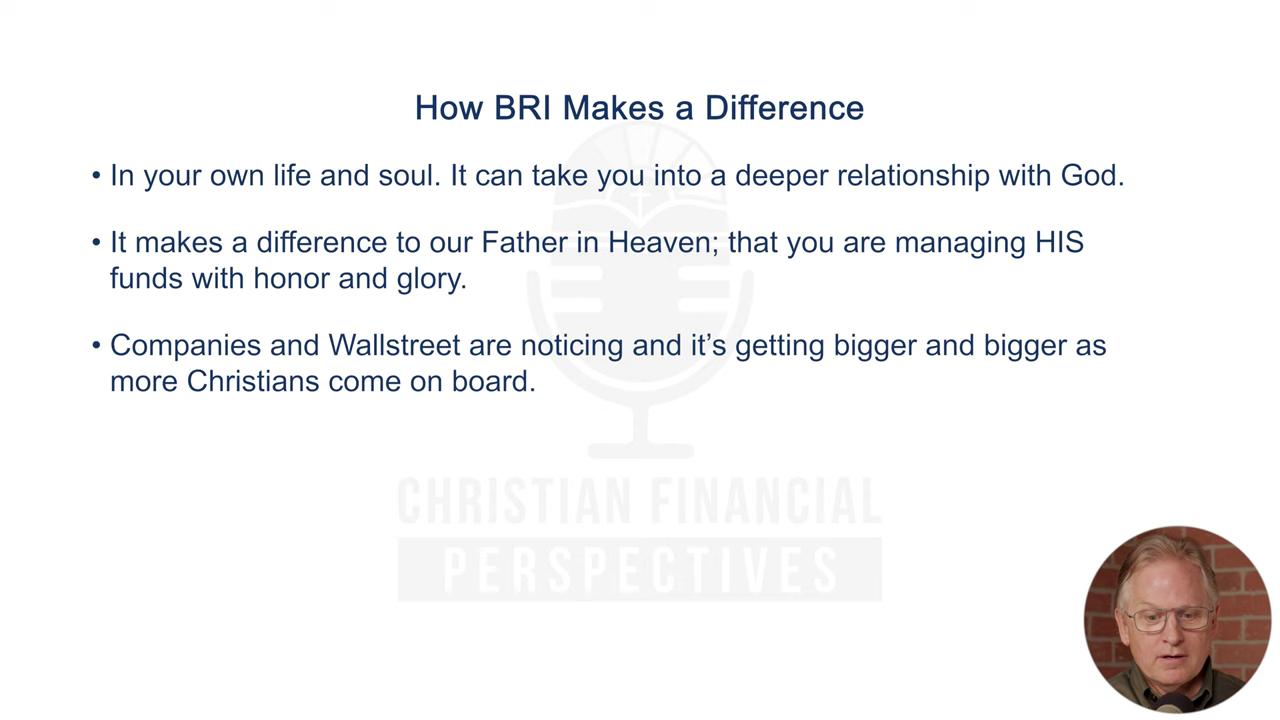 How BRI Makes a Difference
• In your own life and soul. It can take you into a deeper relationship with God.
• It makes a difference to our Father in Heaven; that you are managing HIS
funds with honor and glory.
• Companies and Wallstreet are noticing and it’s getting bigger and bigger as
more Christians come on board.
CHRISTIAN FINANCIAL
PERSPECTIVES